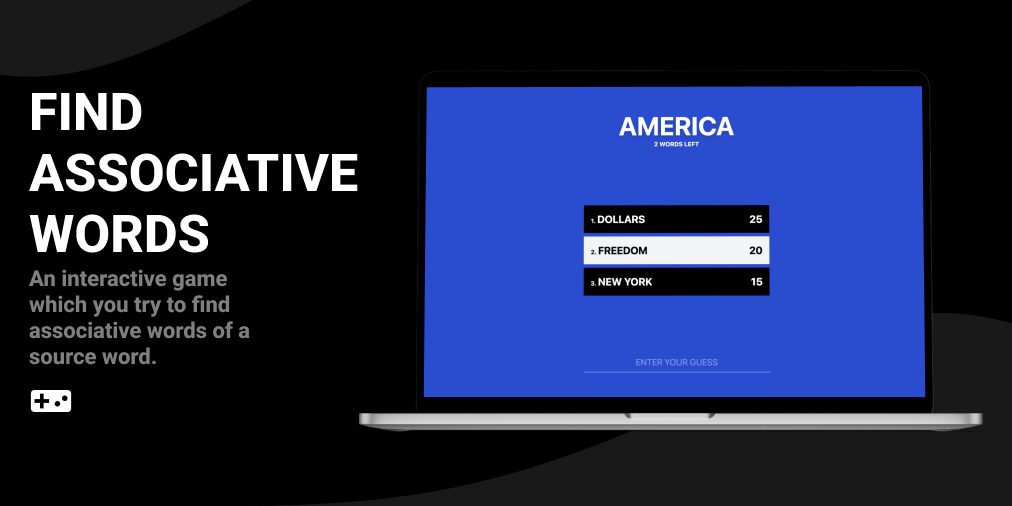 FIND
ASSOCIATIVE
WORDS
An interactive game
which you try to find
associative words of a
source word.
AMERICA
2 WORDS LEFT
1. DOLLARS 25
2. FREEDOM 20
3. NEW YORK 15
ENTER YOUR GUESS